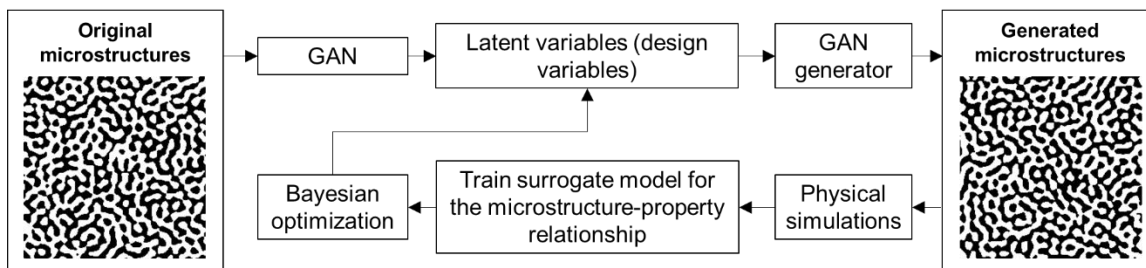 Original
microstructures
GAN
Latent variables (design
variables)
GAN
generator
Generated
microstructures
Bayesian
optimization
Train surrogate model for
the microstructure-property
relationship
Physical
simulations